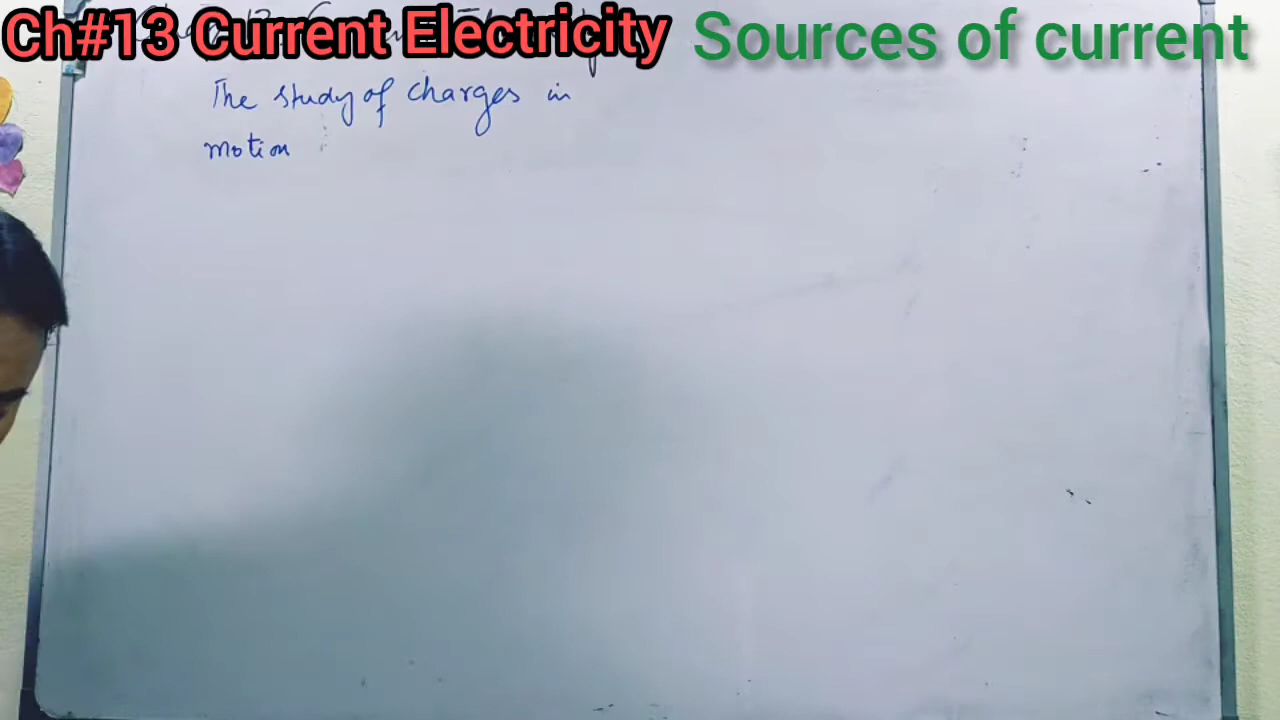 Ch#13 Current Electricity Sources of current
The study of charges in
motion